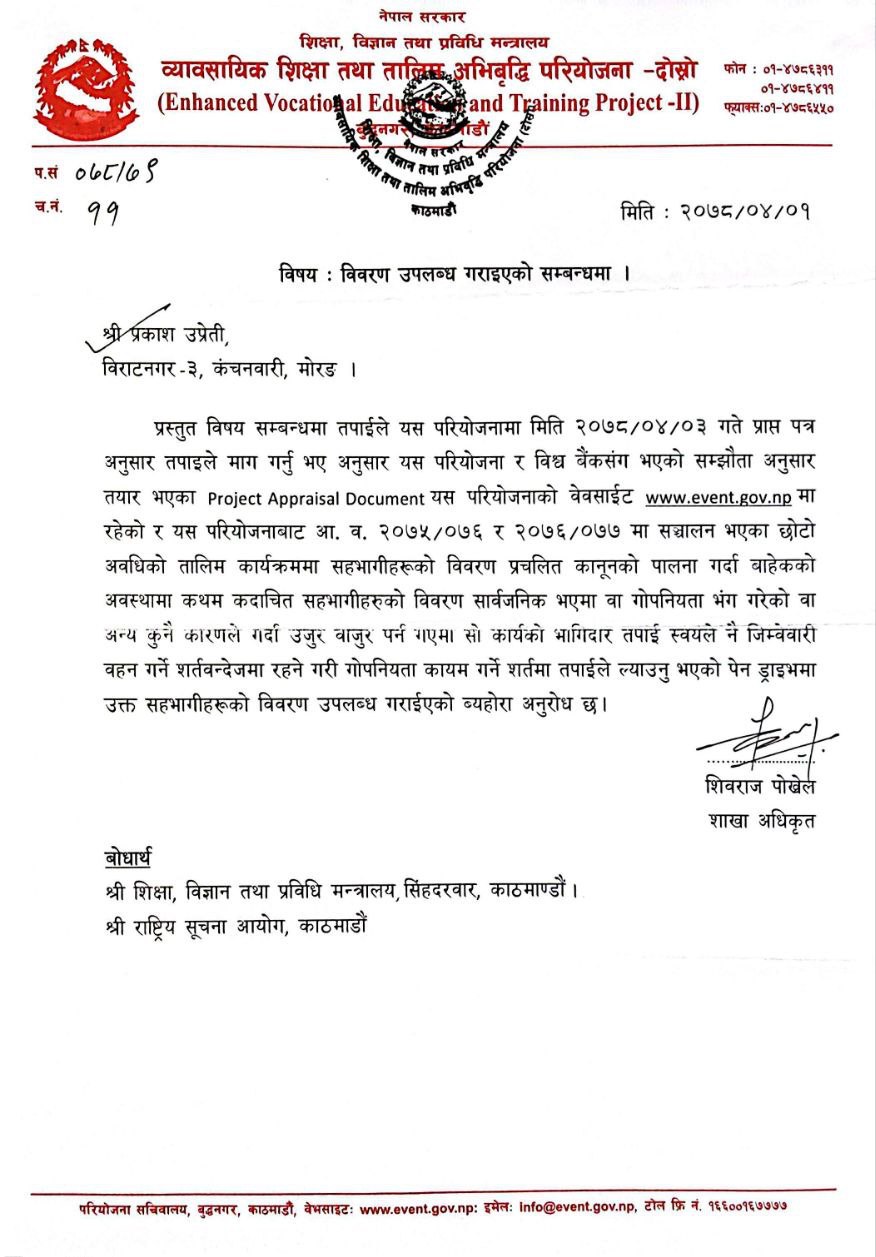 नेपाल सरकार
शिक्षा, विज्ञान तथा प्रविधि मन्त्रालय
व्यावसायिक शिक्षा तथा तालिम अभिबृद्धि परियोजना -दोस्रो
(Enhanced Vocational Education and Training Project -II)
बुद्धनगर, काठमाडौं
फोन : ०१-४७८६३११
०१-४७८६४११
फ्याक्स:०१-४७८६५५०
नेपाल सरकार
शिक्षा, विज्ञान तथा प्रविधि मन्त्रालय
व्यावसायिक शिक्षा तथा तालिम अभिबृद्धि परियोजना (दोस्रो)
काठमाडौं
प.सं ०७८/७९
च.नं. ११
मिति : २०७८/०४/०१
विषय : विवरण उपलब्ध गराइएको सम्बन्धमा ।
श्री प्रकाश उप्रेती,
विराटनगर-३, कंचनवारी, मोरङ ।
प्रस्तुत विषय सम्बन्धमा तपाईले यस परियोजनामा मिति २०७८/०४/०३ गते प्राप्त पत्र
अनुसार तपाइले माग गर्नु भए अनुसार यस परियोजना र विश्व बैंकसंग भएको सम्झौता अनुसार
तयार भएका Project Appraisal Document यस परियोजनाको वेवसाईट www.event.gov.np मा
रहेको र यस परियोजनाबाट आ. व. २०७५/०७६ र २०७६/०७७ मा सञ्चालन भएका छोटो
अवधिको तालिम कार्यक्रममा सहभागीहरूको विवरण प्रचलित कानूनको पालना गर्दा बाहेकको
अवस्थामा कथम कदाचित सहभागीहरुको विवरण सार्वजनिक भएमा वा गोपनियता भंग गरेको वा
अन्य कुनै कारणले गर्दा उजुर वाजुर पर्न गएमा सो कार्यको भागिदार तपाई स्वयले नै जिम्वेवारी
वहन गर्ने शर्तवन्देजमा रहने गरी गोपनियता कायम गर्ने शर्तमा तपाईले ल्याउनु भएको पेन ड्राइभमा
उक्त सहभागीहरूको विवरण उपलब्ध गराईएको ब्यहोरा अनुरोध छ।
शिवराज पोखेल
शाखा अधिकृत
बोधार्थ
श्री शिक्षा, विज्ञान तथा प्रविधि मन्त्रालय, सिंहदरवार, काठमाण्डौं ।
श्री राष्ट्रिय सूचना आयोग, काठमाडौं
परियोजना सचिवालय, बुद्धनगर, काठमाडौं, वेभसाइटः www.event.gov.np: इमेलः info@event.gov.np, टोल फ्रि नं. १६६००१६७७७७